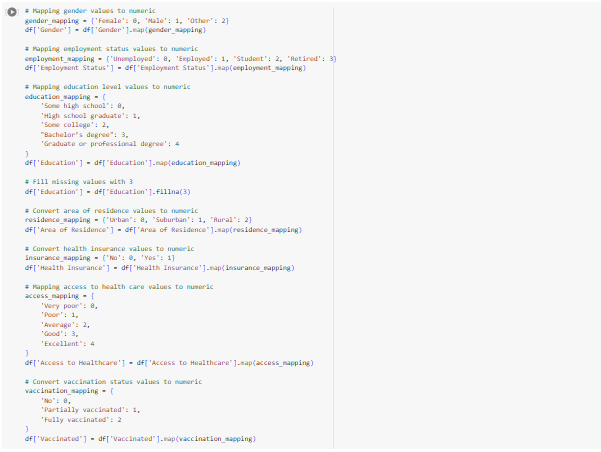 # Mapping gender values to numeric
gender_mapping = {'Female': 0, 'Male': 1, 'Other': 2}
df['Gender'] = df['Gender'].map(gender_mapping)

# Mapping employment status values to numeric
employment_mapping = {'Unemployed': 0, 'Employed': 1, 'Student': 2, 'Retired': 3}
df['Employment Status'] = df['Employment Status'].map(employment_mapping)

# Mapping education level values to numeric
education_mapping = {
    'Some high school': 0,
    'High school graduate': 1,
    'Some college': 2,
    "Bachelor's degree": 3,
    'Graduate or professional degree': 4
}
df['Education'] = df['Education'].map(education_mapping)

# Fill missing values with 3
df['Education'] = df['Education'].fillna(3)

# Convert area of residence values to numeric
residence_mapping = {'Urban': 0, 'Suburban': 1, 'Rural': 2}
df['Area of Residence'] = df['Area of Residence'].map(residence_mapping)

# Convert health insurance values to numeric
insurance_mapping = {'No': 0, 'Yes': 1}
df['Health Insurance'] = df['Health Insurance'].map(insurance_mapping)

# Mapping access to health care values to numeric
access_mapping = {
    'Very poor': 0,
    'Poor': 1,
    'Average': 2,
    'Good': 3,
    'Excellent': 4
}
df['Access to Healthcare'] = df['Access to Healthcare'].map(access_mapping)

# Convert vaccination status values to numeric
vaccination_mapping = {
    'No': 0,
    'Partially vaccinated': 1,
    'Fully vaccinated': 2
}
df['Vaccinated'] = df['Vaccinated'].map(vaccination_mapping)